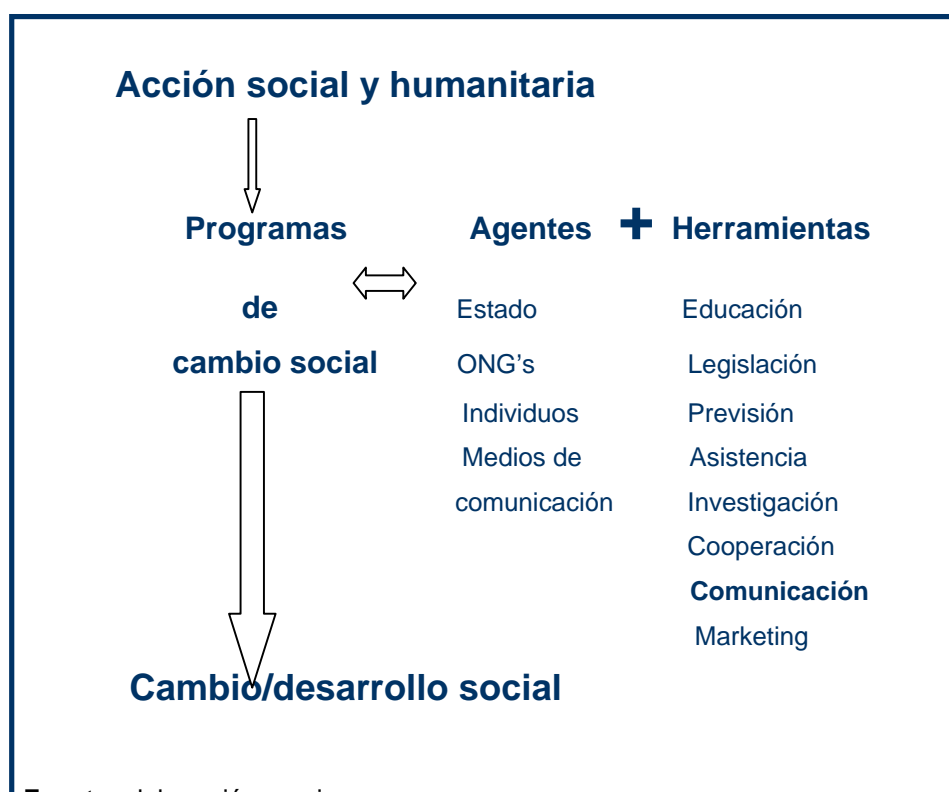 Acción social y humanitaria
Programas Agentes + Herramientas
de Estado Educación
cambio social ONG's Legislación
Individuos Previsión
Medios de Asistencia
comunicación Investigación
Cooperación
Comunicación
Marketing
Cambio/desarrollo social